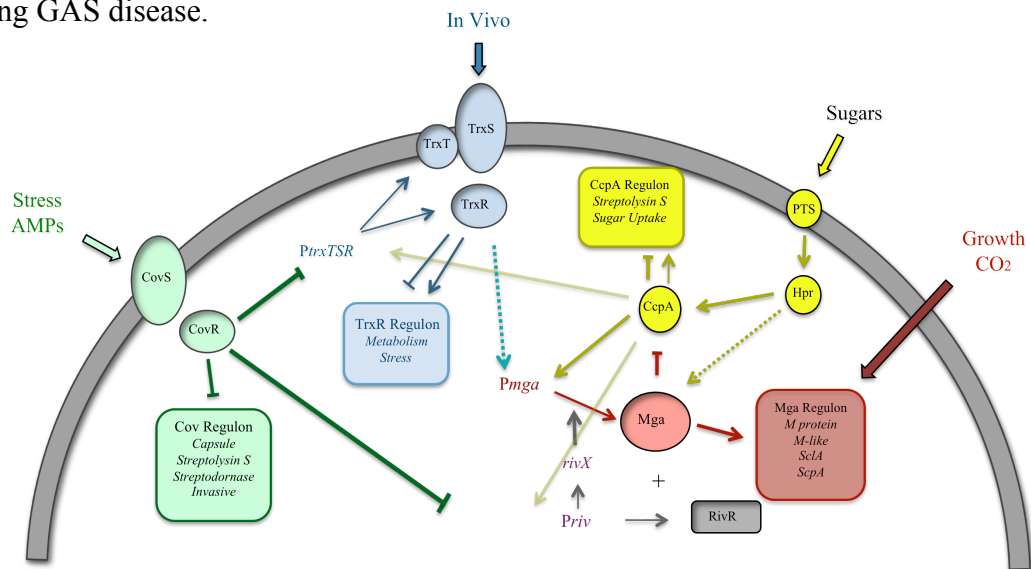 ng GAS disease.
In Vivo
TrxS
TrxT
Sugars
CcpA Regulon
Streptolysin S
Sugar Uptake
PTS
Stress
AMPs
TrxR
PtrxTSR
Growth
CO2
CovS
Hpr
CcpA
CovR
TrxR Regulon
Metabolism
Stress
Pmga
Mga
Mga Regulon
M protein
M-like
SclA
ScpA
Cov Regulon
Capsule
Streptolysin S
Streptodornase
Invasive
rivX
+
Priv
RivR